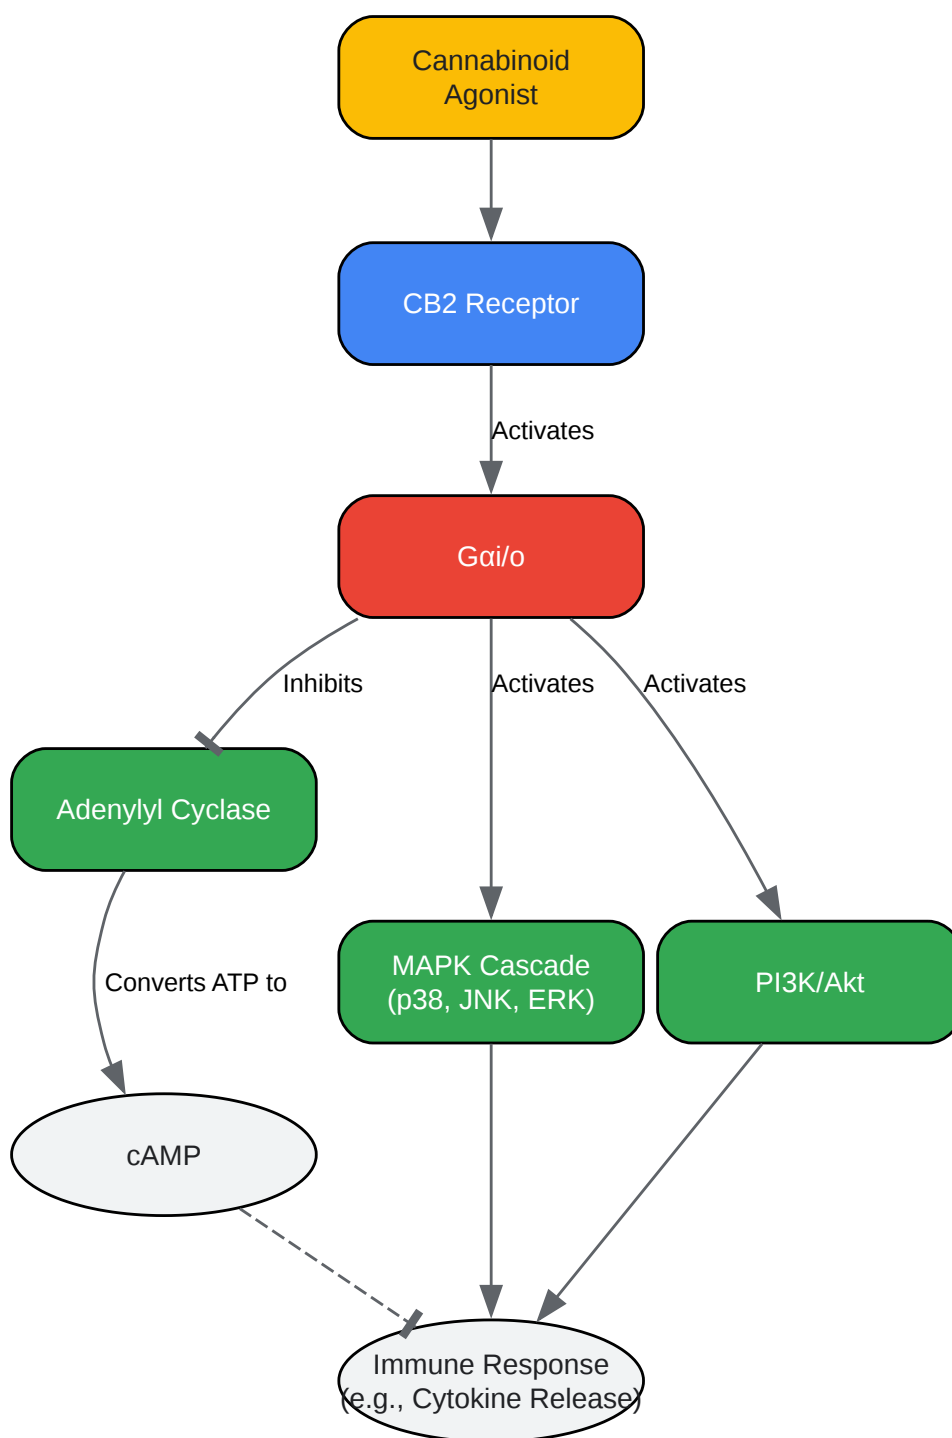 Cannabinoid
Agonist
CB2 Receptor
Activates
Gαi/o
Inhibits
Activates
Activates
Adenylyl Cyclase
MAPK Cascade
(p38, JNK, ERK)
PI3K/Akt
Converts ATP to
cAMP
Immune Response
(e.g., Cytokine Release)